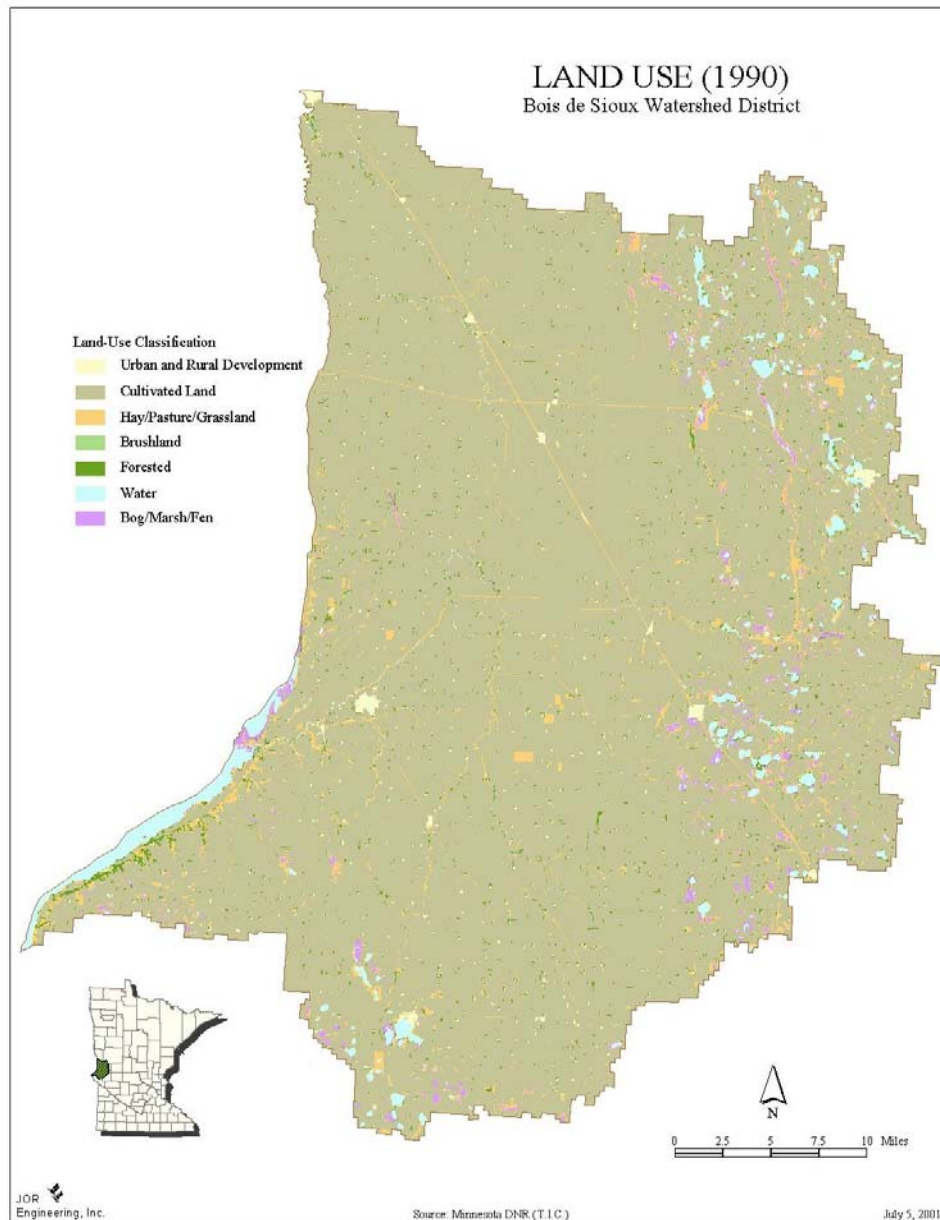 LAND USE (1990)
Bois de Sioux Watershed District
Land-Use Classification
Urban and Rural Development
Cultivated Land
Hay/Pasture/Grassland
Brushland
Forested
Water
Bog/Marsh/Fen
N
0 2.5 5 7.5 10 Miles
JOR
Engineering, Inc.
Source: Minnesota DNR (T.I.C.)
July 5, 2001